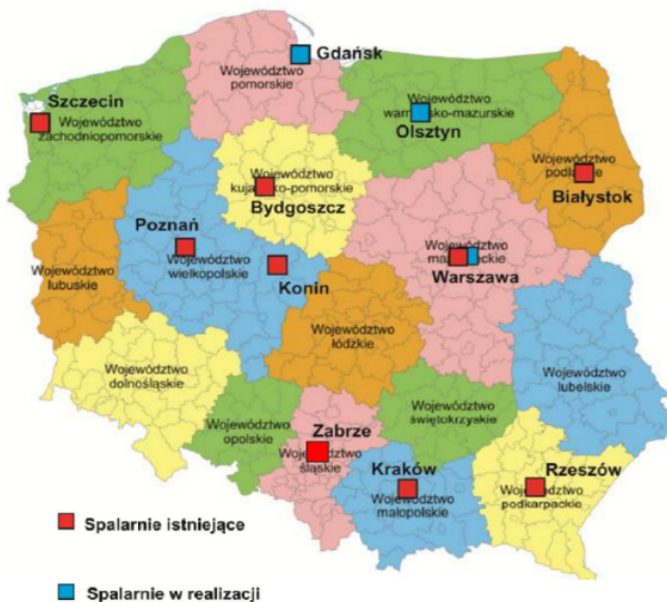 Gdańsk
Województwo
pomorskie
Szczecin
Województwo
zachodniopomorskie
Województwo
warmińsko-mazurskie
Olsztyn
Województwo
podlaskie
Białystok
Województwo
kujawsko-pomorskie
Bydgoszcz
Poznań
Województwo
wielkopolskie
Konin
Województwo
mazowieckie
Warszawa
Województwo
lubuskie
Województwo
łódzkie
Województwo
dolnośląskie
Województwo
lubelskie
Województwo
opolskie
Województwo
świętokrzyskie
Zabrze
Województwo
śląskie
Kraków
Województwo
małopolskie
Rzeszów
Województwo
podkarpackie
Spalarnie istniejące
Spalarnie w realizacji